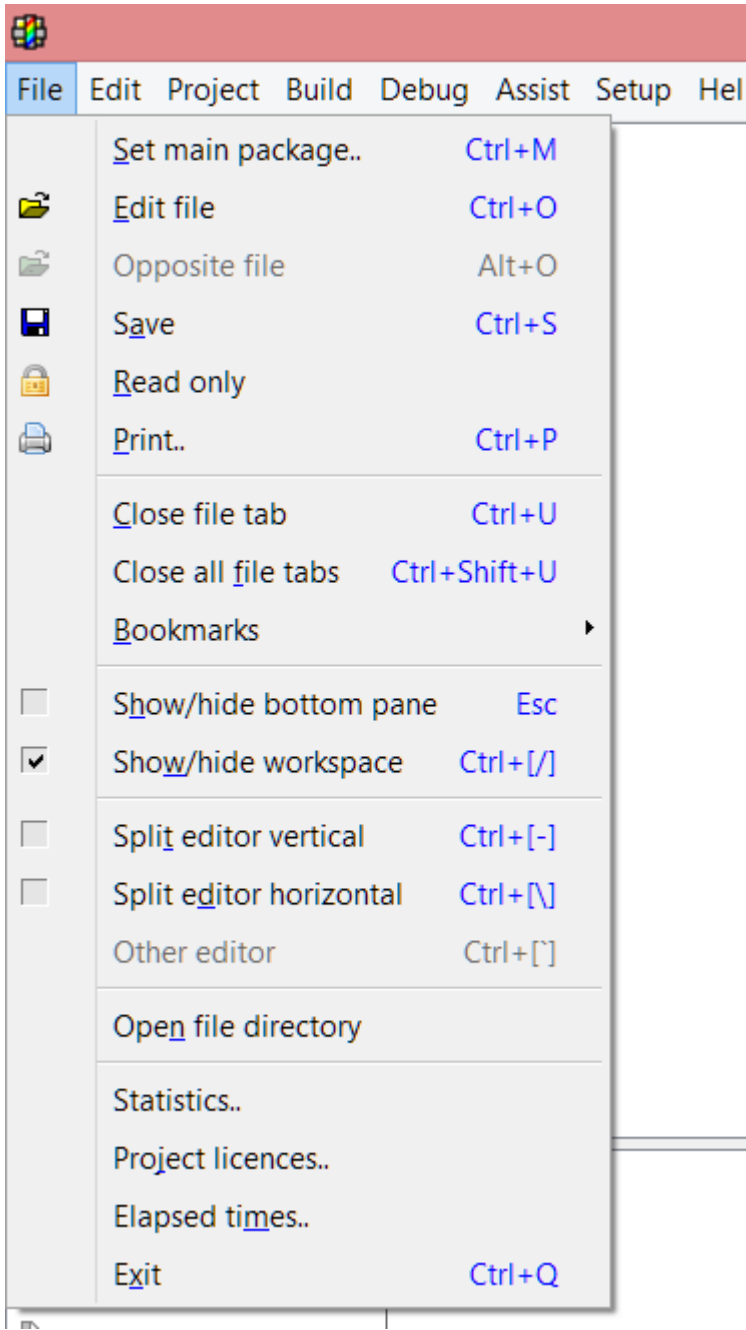 File Edit Project Build Debug Assist Setup Hel
Set main package.. Ctrl+M
Edit file Ctrl+O
Opposite file Alt+O
Save Ctrl+S
Read only
Print.. Ctrl+P
Close file tab Ctrl+U
Close all file tabs Ctrl+Shift+U
Bookmarks
Show/hide bottom pane Esc
Show/hide workspace Ctrl+[/]
Split editor vertical Ctrl+[-]
Split editor horizontal Ctrl+[\]
Other editor Ctrl+[`]
Open file directory
Statistics..
Project licences..
Elapsed times..
Exit Ctrl+Q